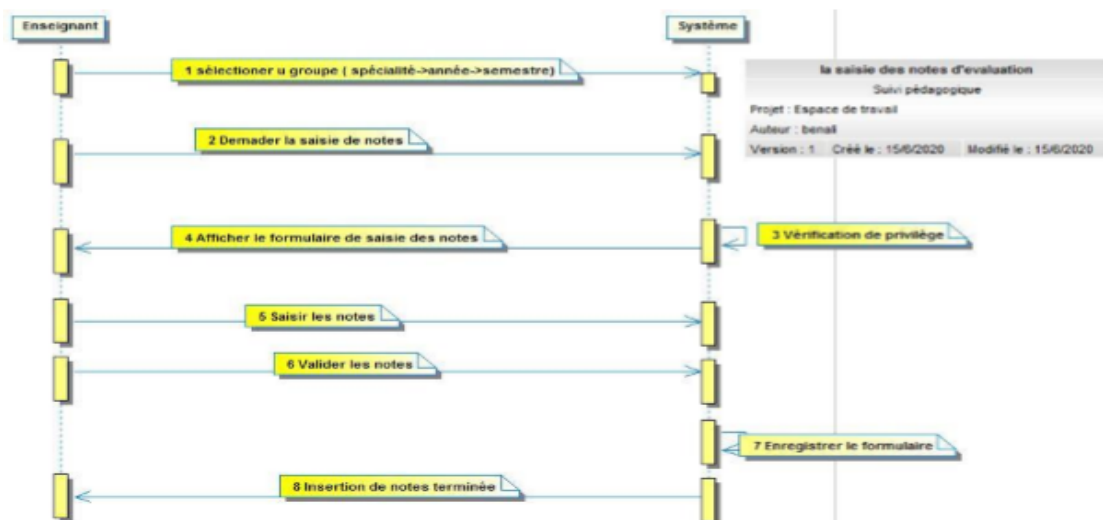 Enseignant
Système
1 sélectioner u groupe ( spécialité->année->semestre)
la saisie des notes d'evaluation
Suivi pédagogique
Projet : Espace de travail
Auteur : benali
Version : 1 Créé le : 15/6/2020 Modifié le : 15/6/2020
2 Demader la saisie de notes
3 Vérification de privilège
4 Afficher le formulaire de saisie des notes
5 Saisir les notes
6 Valider les notes
7 Enregistrer le formulaire
8 Insertion de notes terminée